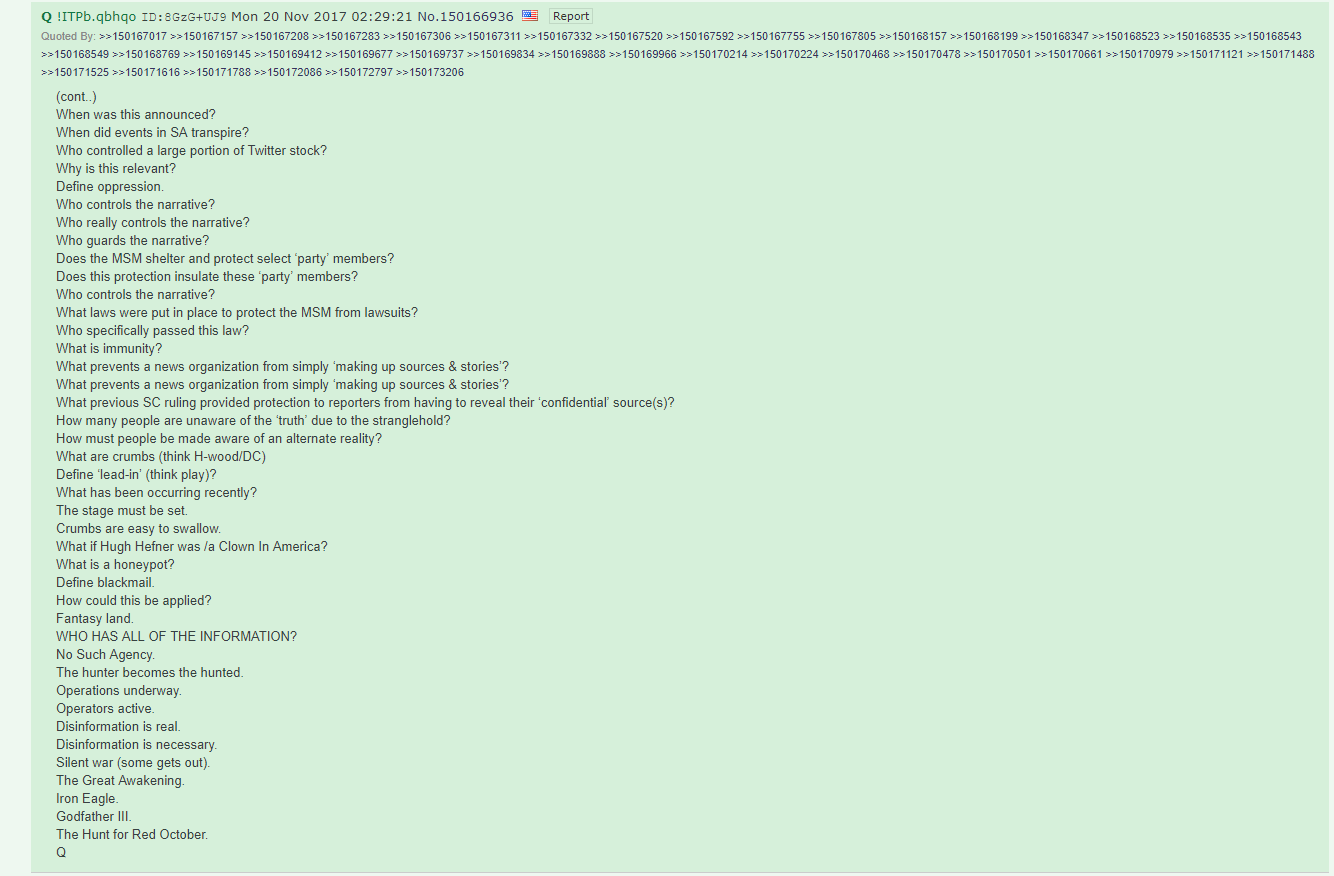 Q !ITPb.qbhqo ID:8GzG+UJ9 Mon 20 Nov 2017 02:29:21 No.150166936 Report
Quoted By: >>150167017 >>150167157 >>150167208 >>150167283 >>150167306 >>150167311 >>150167332 >>150167520 >>150167592 >>150167755 >>150167805 >>150168157 >>150168199 >>150168347 >>150168523 >>150168535 >>150168543
>>150168549 >>150168769 >>150169145 >>150169412 >>150169677 >>150169737 >>150169834 >>150169888 >>150169966 >>150170214 >>150170224 >>150170468 >>150170478 >>150170501 >>150170661 >>150170979 >>150171121 >>150171488
>>150171525 >>150171616 >>150171788 >>150172086 >>150172797 >>150173206
(cont..)
When was this announced?
When did events in SA transpire?
Who controlled a large portion of Twitter stock?
Why is this relevant?
Define oppression.
Who controls the narrative?
Who really controls the narrative?
Who guards the narrative?
Does the MSM shelter and protect select ‘party’ members?
Does this protection insulate these ‘party’ members?
Who controls the narrative?
What laws were put in place to protect the MSM from lawsuits?
Who specifically passed this law?
What is immunity?
What prevents a news organization from simply ‘making up sources & stories’?
What prevents a news organization from simply ‘making up sources & stories’?
What previous SC ruling provided protection to reporters from having to reveal their ‘confidential’ source(s)?
How many people are unaware of the ‘truth’ due to the stranglehold?
How must people be made aware of an alternate reality?
What are crumbs (think H-wood/DC)
Define ‘lead-in’ (think play)?
What has been occurring recently?
The stage must be set.
Crumbs are easy to swallow.
What if Hugh Hefner was /a Clown In America?
What is a honeypot?
Define blackmail.
How could this be applied?
Fantasy land.
WHO HAS ALL OF THE INFORMATION?
No Such Agency.
The hunter becomes the hunted.
Operations underway.
Operators active.
Disinformation is real.
Disinformation is necessary.
Silent war (some gets out).
The Great Awakening.
Iron Eagle.
Godfather III.
The Hunt for Red October.
Q